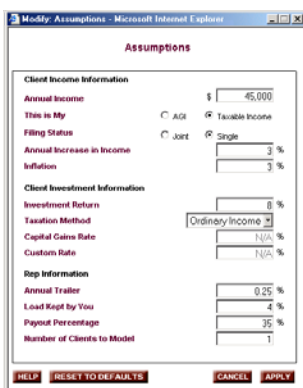 Modify: Assumptions - Microsoft Internet Explorer
Assumptions
Client Income Information
Annual Income $ 45,000
This is My AGI Taxable Income
Filing Status Joint Single
Annual Increase in Income 3 %
Inflation 3 %
Client Investment Information
Investment Return 8 %
Taxation Method Ordinary Income
Capital Gains Rate N/A %
Custom Rate N/A %
Rep Information
Annual Trailer 0.25 %
Load Kept by You 4 %
Payout Percentage 35 %
Number of Clients to Model 1
HELP RESET TO DEFAULTS CANCEL APPLY